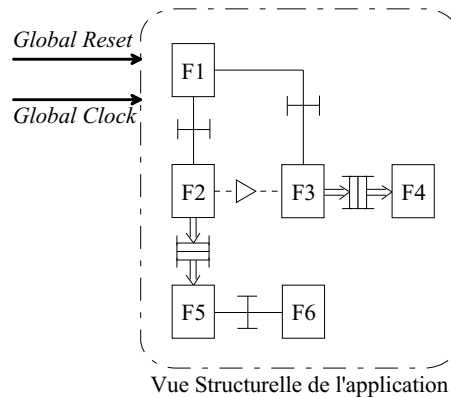 Global Reset
F1
Global Clock
F2
F3
F4
F5
F6
Vue Structurelle de l'application